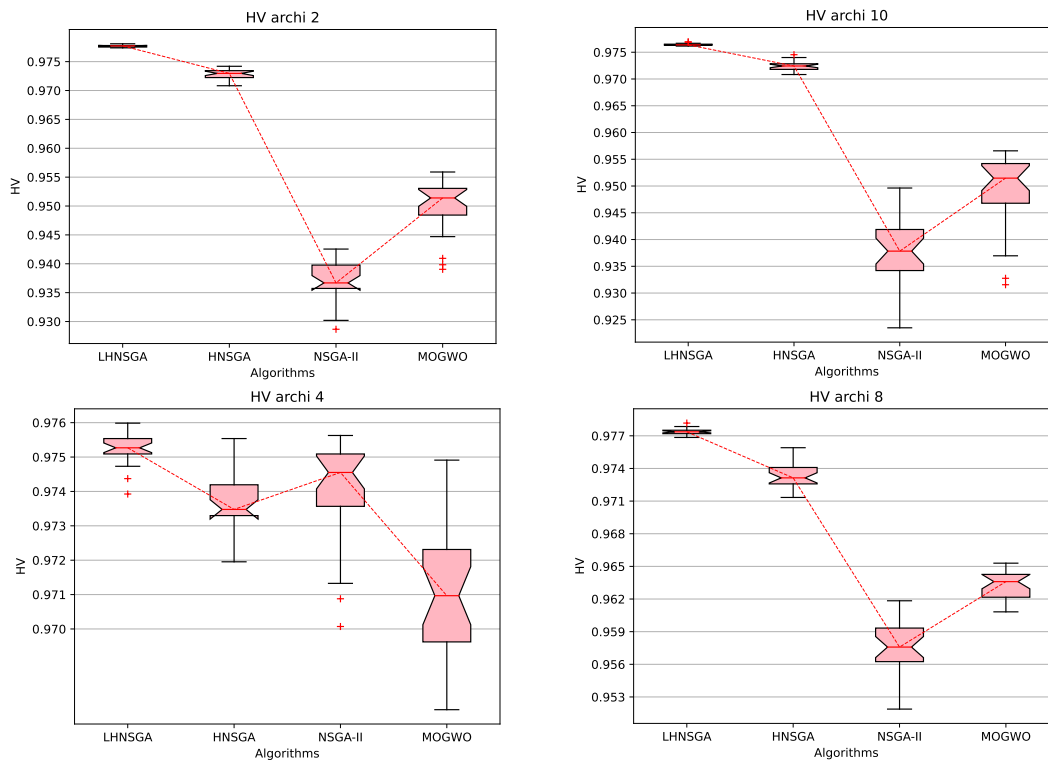 HV archi 2
0.975
0.970
0.965
0.960
0.955
0.950
0.945
0.940
0.935
0.930
HV
LHNSGA HNSGA NSGA-II MOGWO
Algorithms
HV archi 10
0.975
0.970
0.965
0.960
0.955
0.950
0.945
0.940
0.935
0.930
0.925
HV
LHNSGA HNSGA NSGA-II MOGWO
Algorithms
HV archi 4
0.976
0.975
0.974
0.973
0.972
0.971
0.970
HV
LHNSGA HNSGA NSGA-II MOGWO
Algorithms
HV archi 8
0.977
0.974
0.971
0.968
0.965
0.962
0.959
0.956
0.953
HV
LHNSGA HNSGA NSGA-II MOGWO
Algorithms